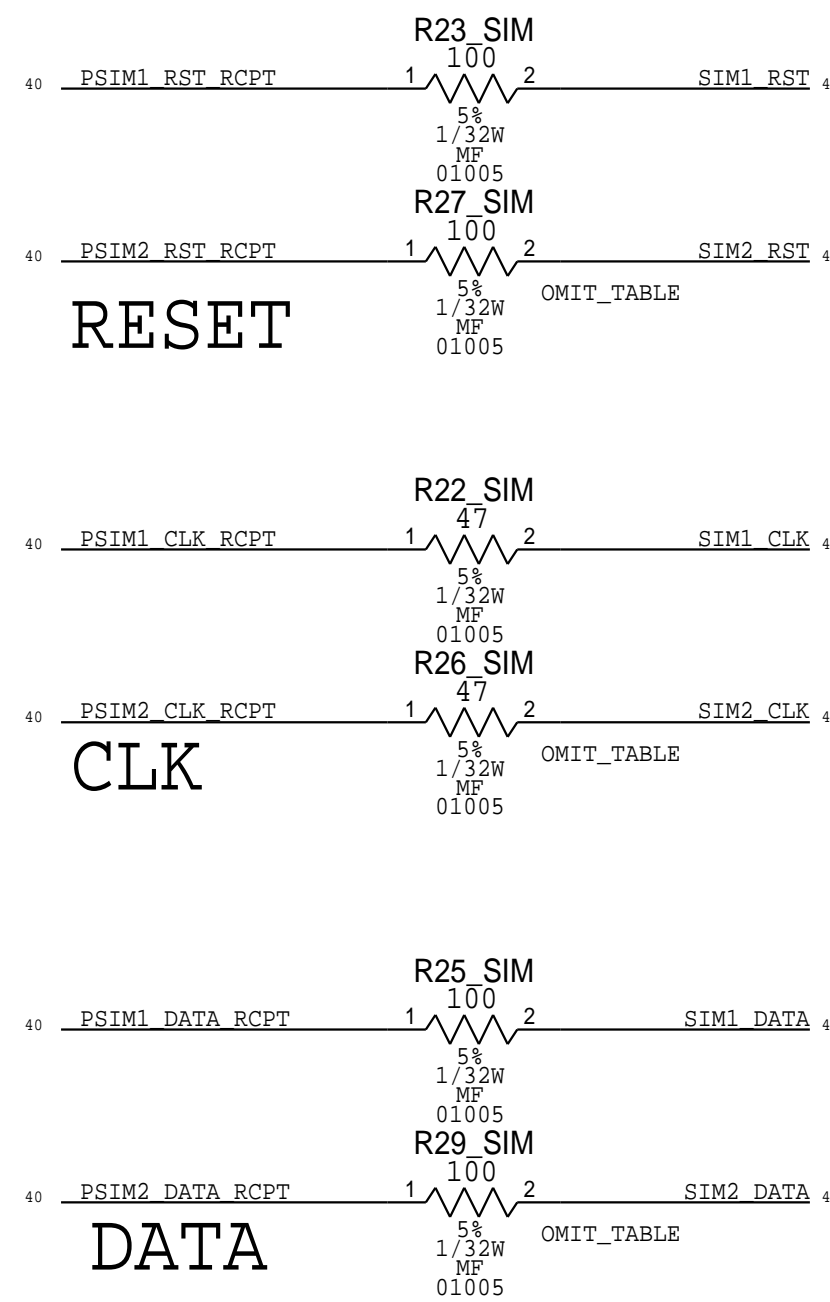 R23_SIM
100
40 PSIM1_RST_RCPT 1 2 SIM1_RST 4
5%
1/32W
MF
01005
R27_SIM
100
40 PSIM2_RST_RCPT 1 2 SIM2_RST 4
5%
OMIT_TABLE
1/32W
MF
01005
RESET
R22_SIM
47
40 PSIM1_CLK_RCPT 1 2 SIM1_CLK 4
5%
1/32W
MF
01005
R26_SIM
47
40 PSIM2_CLK_RCPT 1 2 SIM2_CLK 4
5%
OMIT_TABLE
1/32W
MF
01005
CLK
R25_SIM
100
40 PSIM1_DATA_RCPT 1 2 SIM1_DATA 4
5%
1/32W
MF
01005
R29_SIM
100
40 PSIM2_DATA_RCPT 1 2 SIM2_DATA 4
5%
OMIT_TABLE
1/32W
MF
01005
DATA